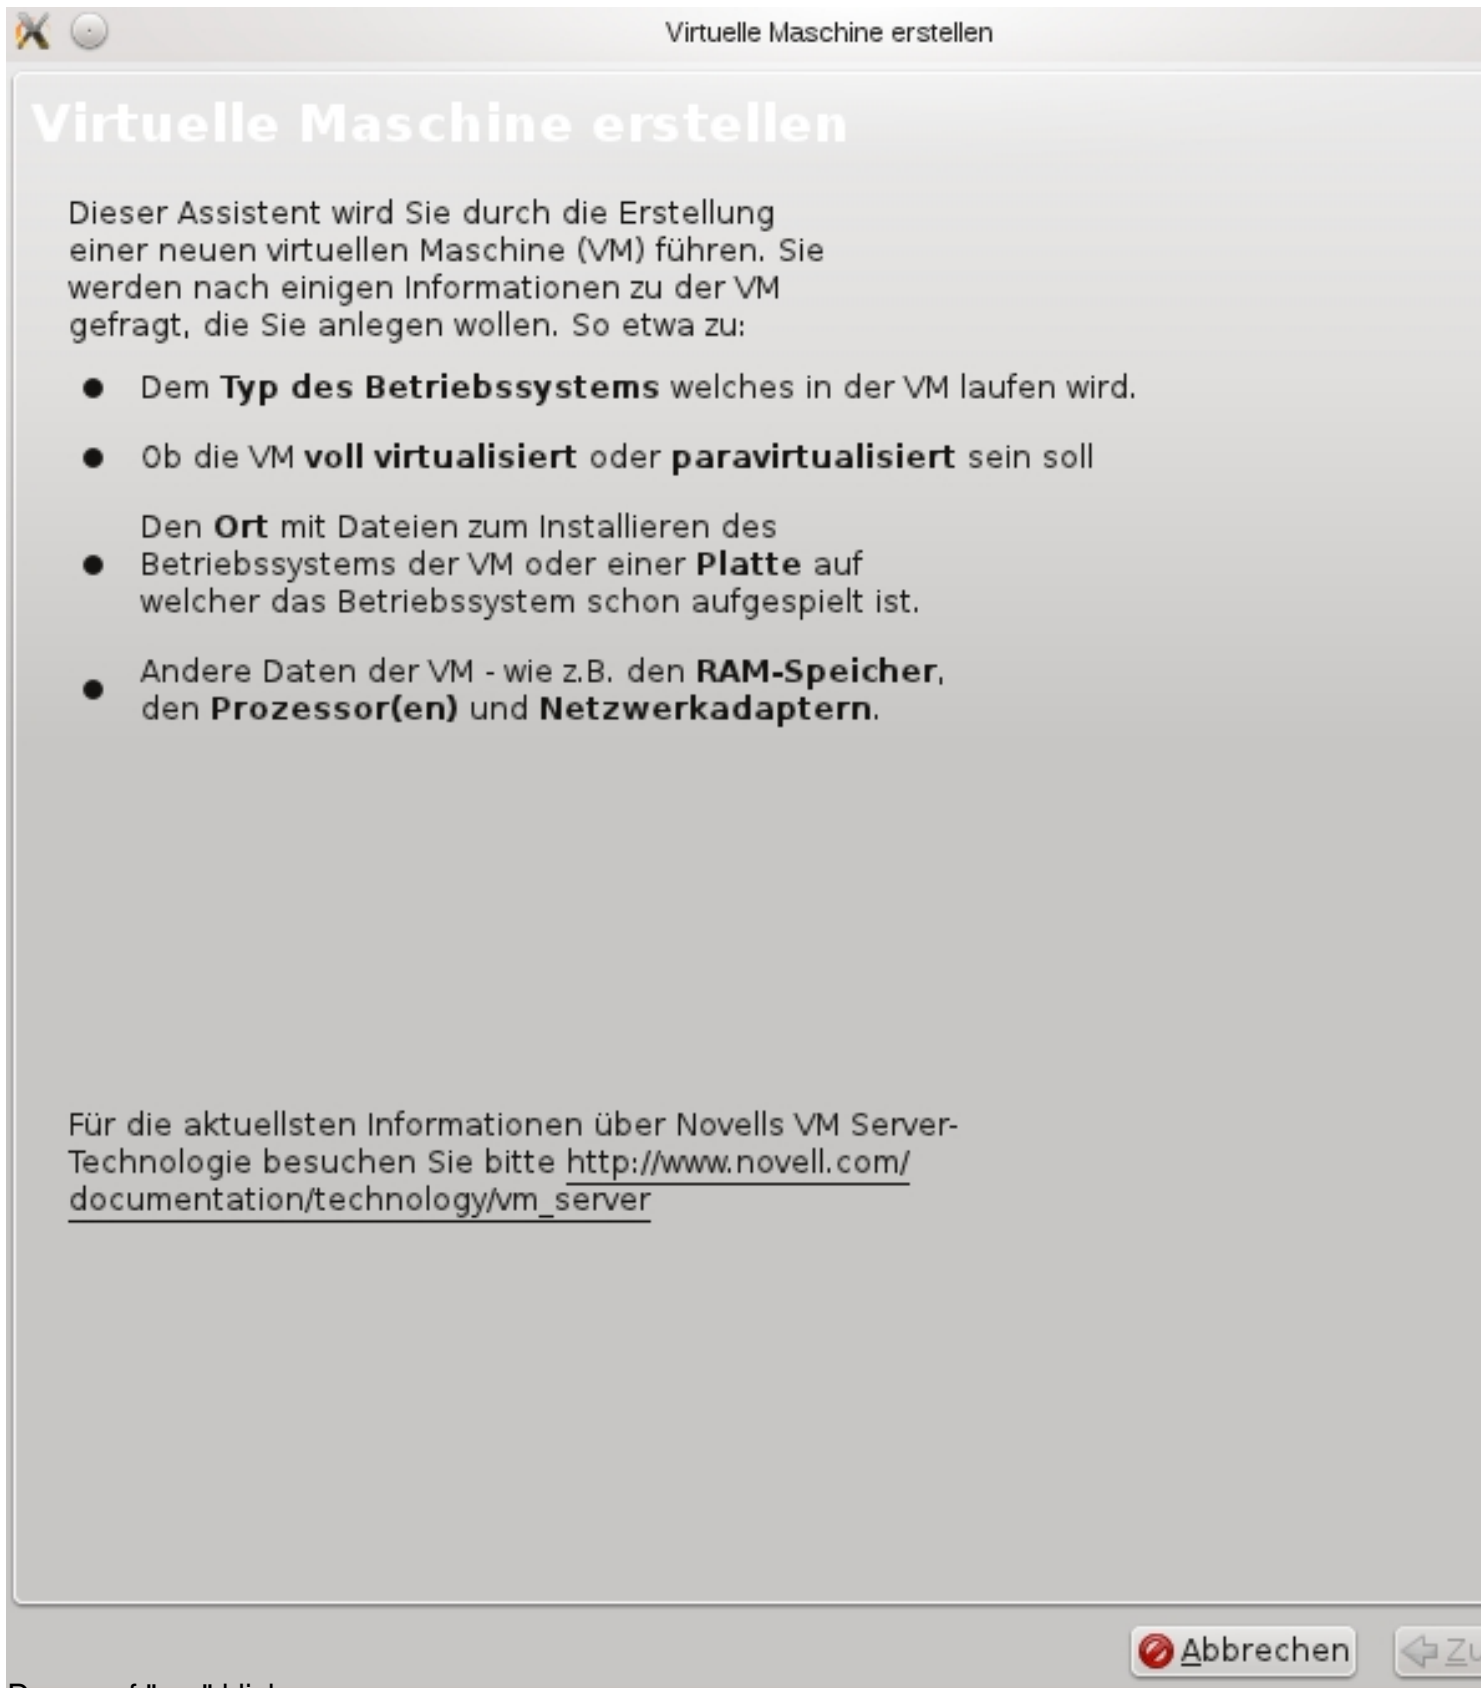 Virtuelle Maschine erstellen
Virtuelle Maschine erstellen
Dieser Assistent wird Sie durch die Erstellung
einer neuen virtuellen Maschine (VM) führen. Sie
werden nach einigen Informationen zu der VM
gefragt, die Sie anlegen wollen. So etwa zu:
Dem Typ des Betriebssystems welches in der VM laufen wird.
Ob die VM voll virtualisiert oder paravirtualisiert sein soll
Den Ort mit Dateien zum Installieren des
Betriebssystems der VM oder einer Platte auf
welcher das Betriebssystem schon aufgespielt ist.
Andere Daten der VM - wie z.B. den RAM-Speicher,
den Prozessor(en) und Netzwerkadaptern.
Für die aktuellsten Informationen über Novells VM Server-
Technologie besuchen Sie bitte http://www.novell.com/
documentation/technology/vm_server
Abbrechen